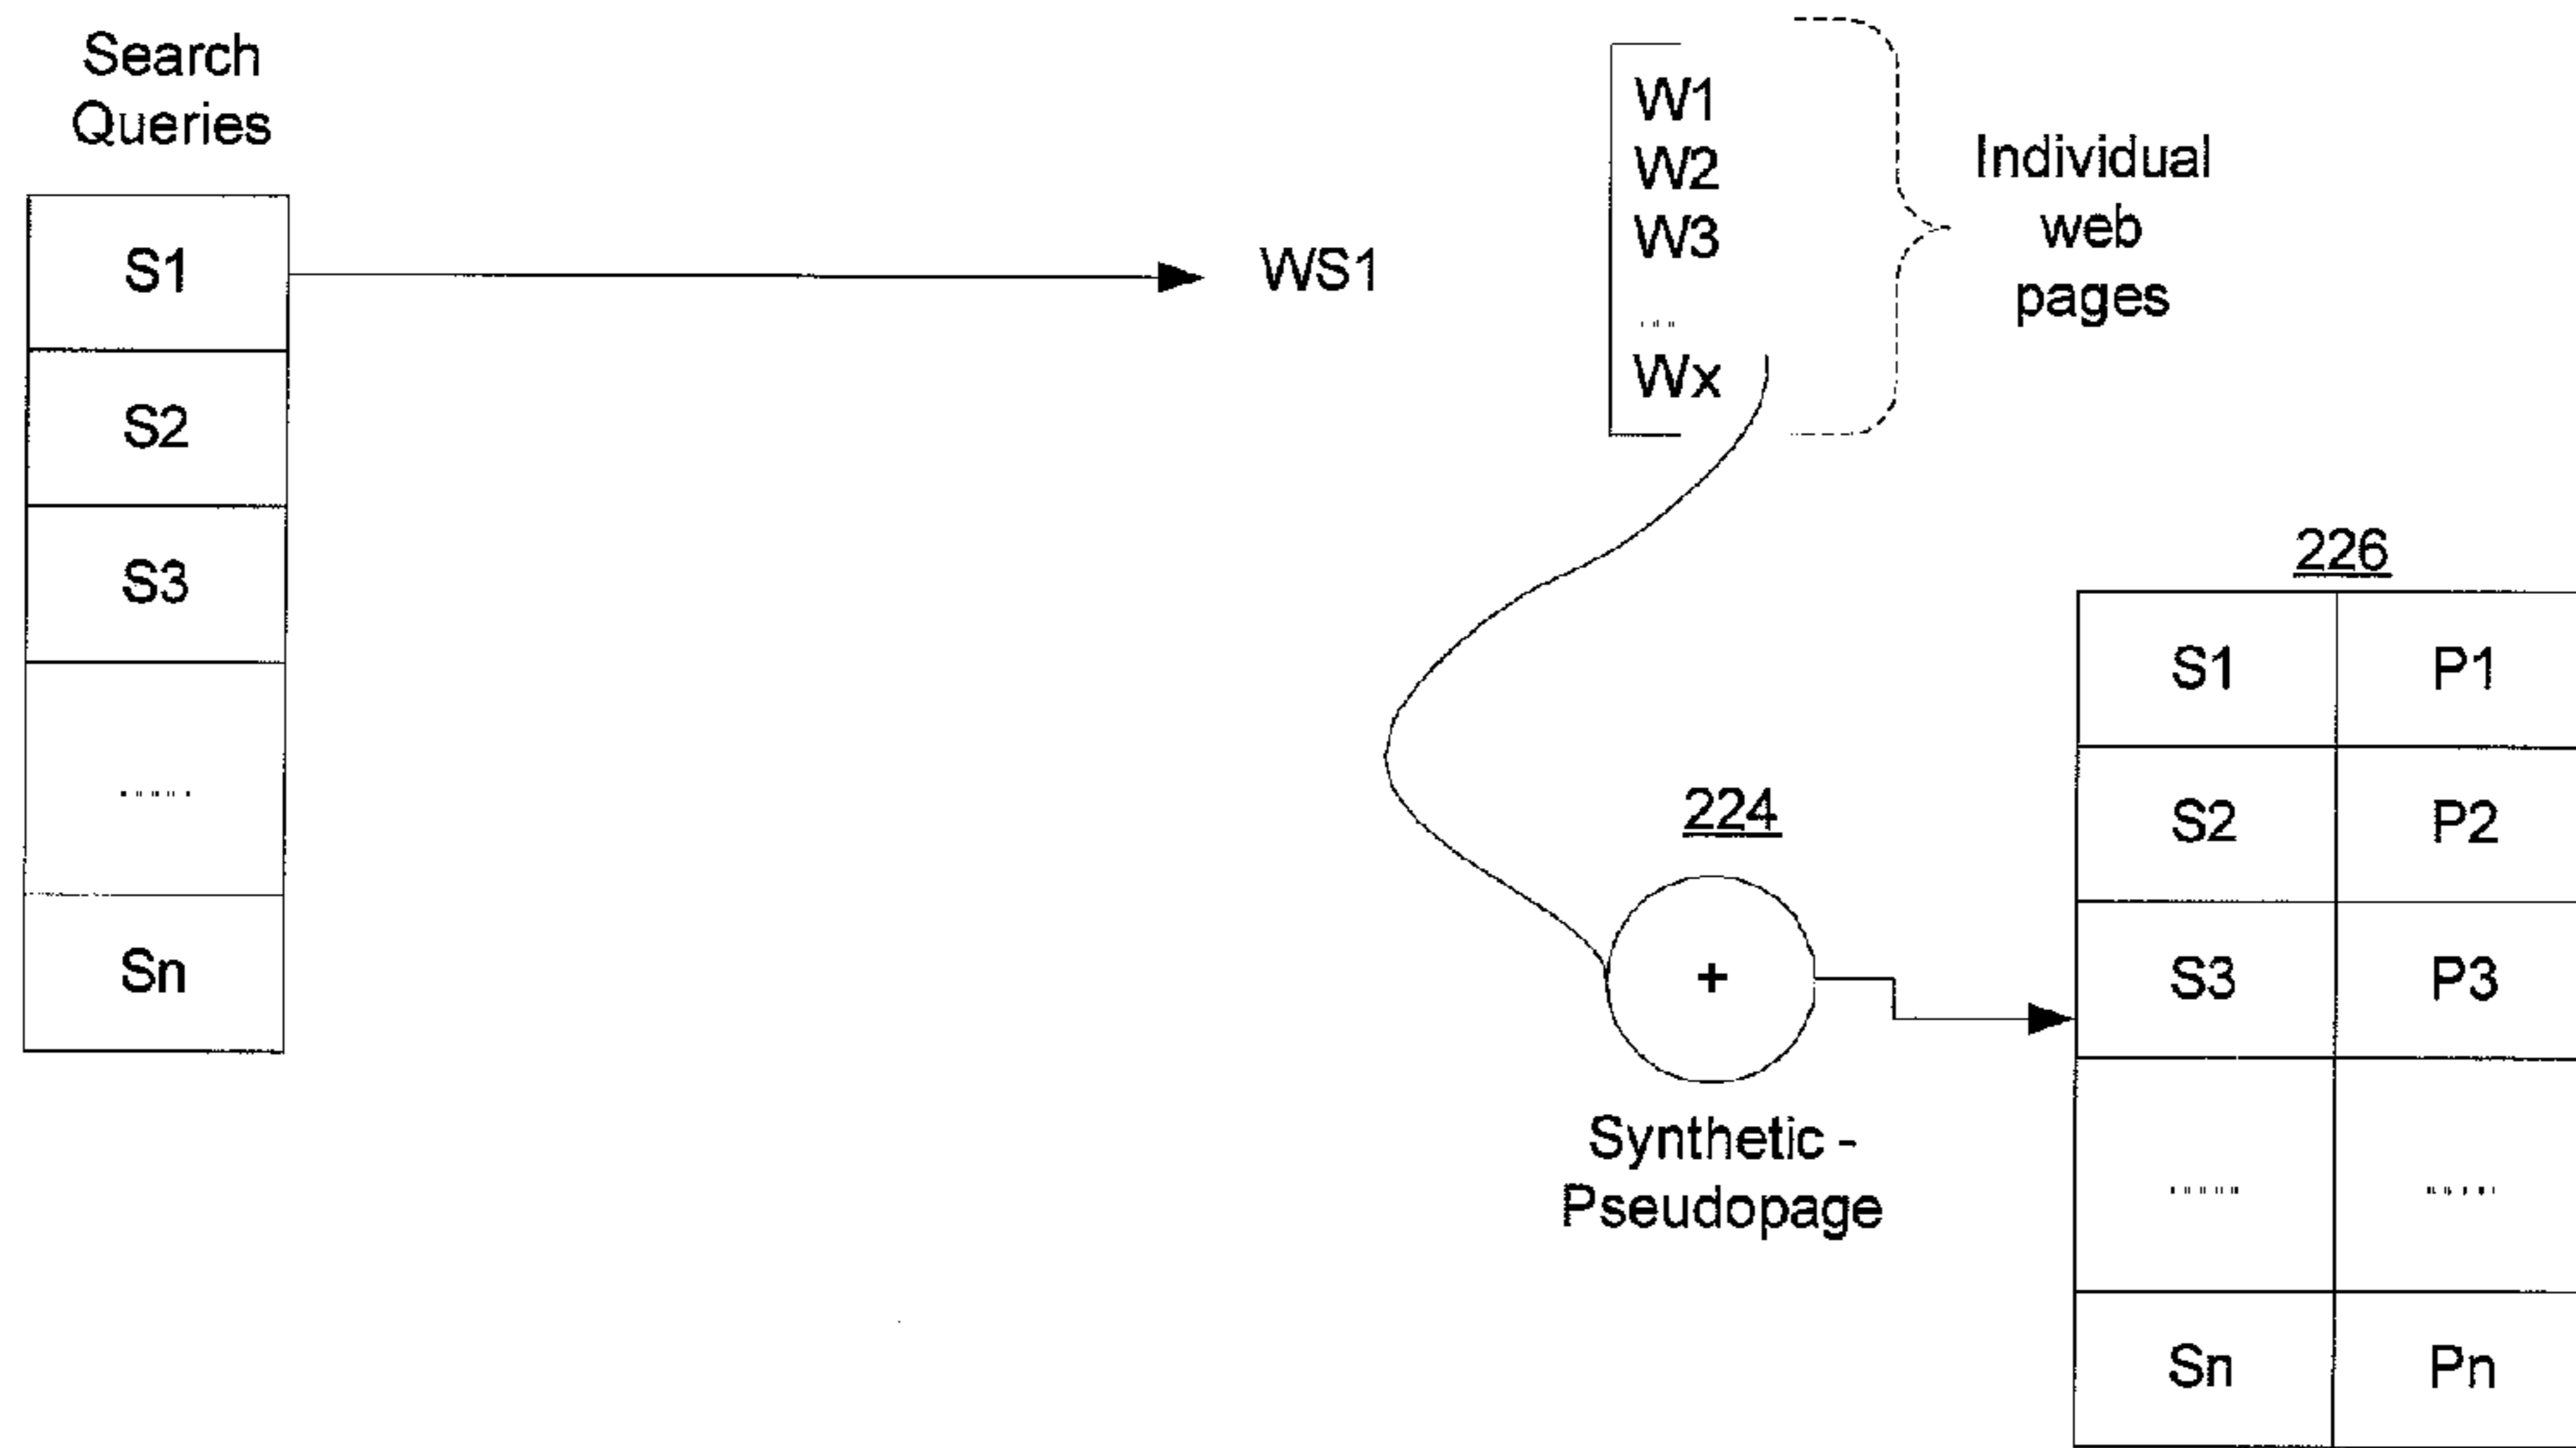 Search
Queries
S1
S2
S3
.....
Sn
WS1
W1
W2
W3
...
Wx
Individual
web
pages
224
+
Synthetic -
Pseudopage
226
S1 P1
S2 P2
S3 P3
..... .....
Sn Pn